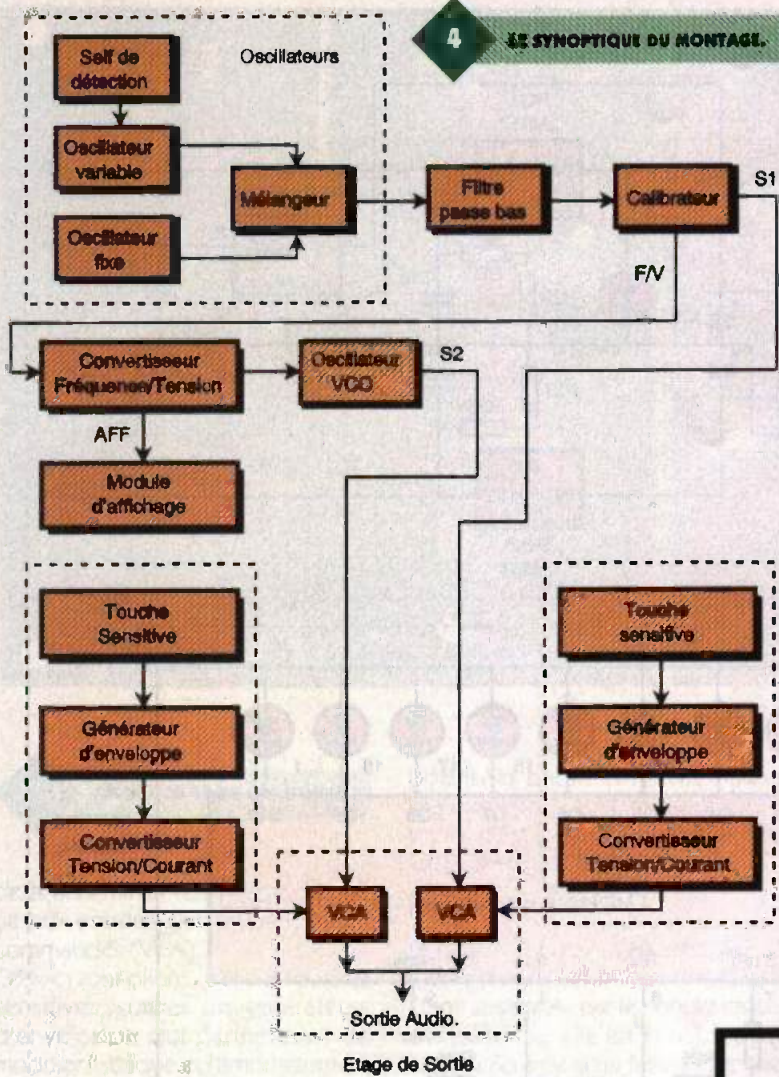 4
LE SYNOPTIQUE DU MONTAGE.
Oscillateurs
Self de
détection
Oscillateur
variable
Oscillateur
fixe
Mélangeur
Filtre
passe bas
Calibrateur
S1
F/V
Convertisseur
Fréquence/Tension
Oscillateur
VCO
S2
AFF
Module
d'affichage
Touche
Sensitive
Générateur
d'enveloppe
Convertisseur
Tension/Courant
Touche
sensitive
Générateur
d'enveloppe
Convertisseur
Tension/Courant
VCA
VCA
Sortie Audio.
Etage de Sortie